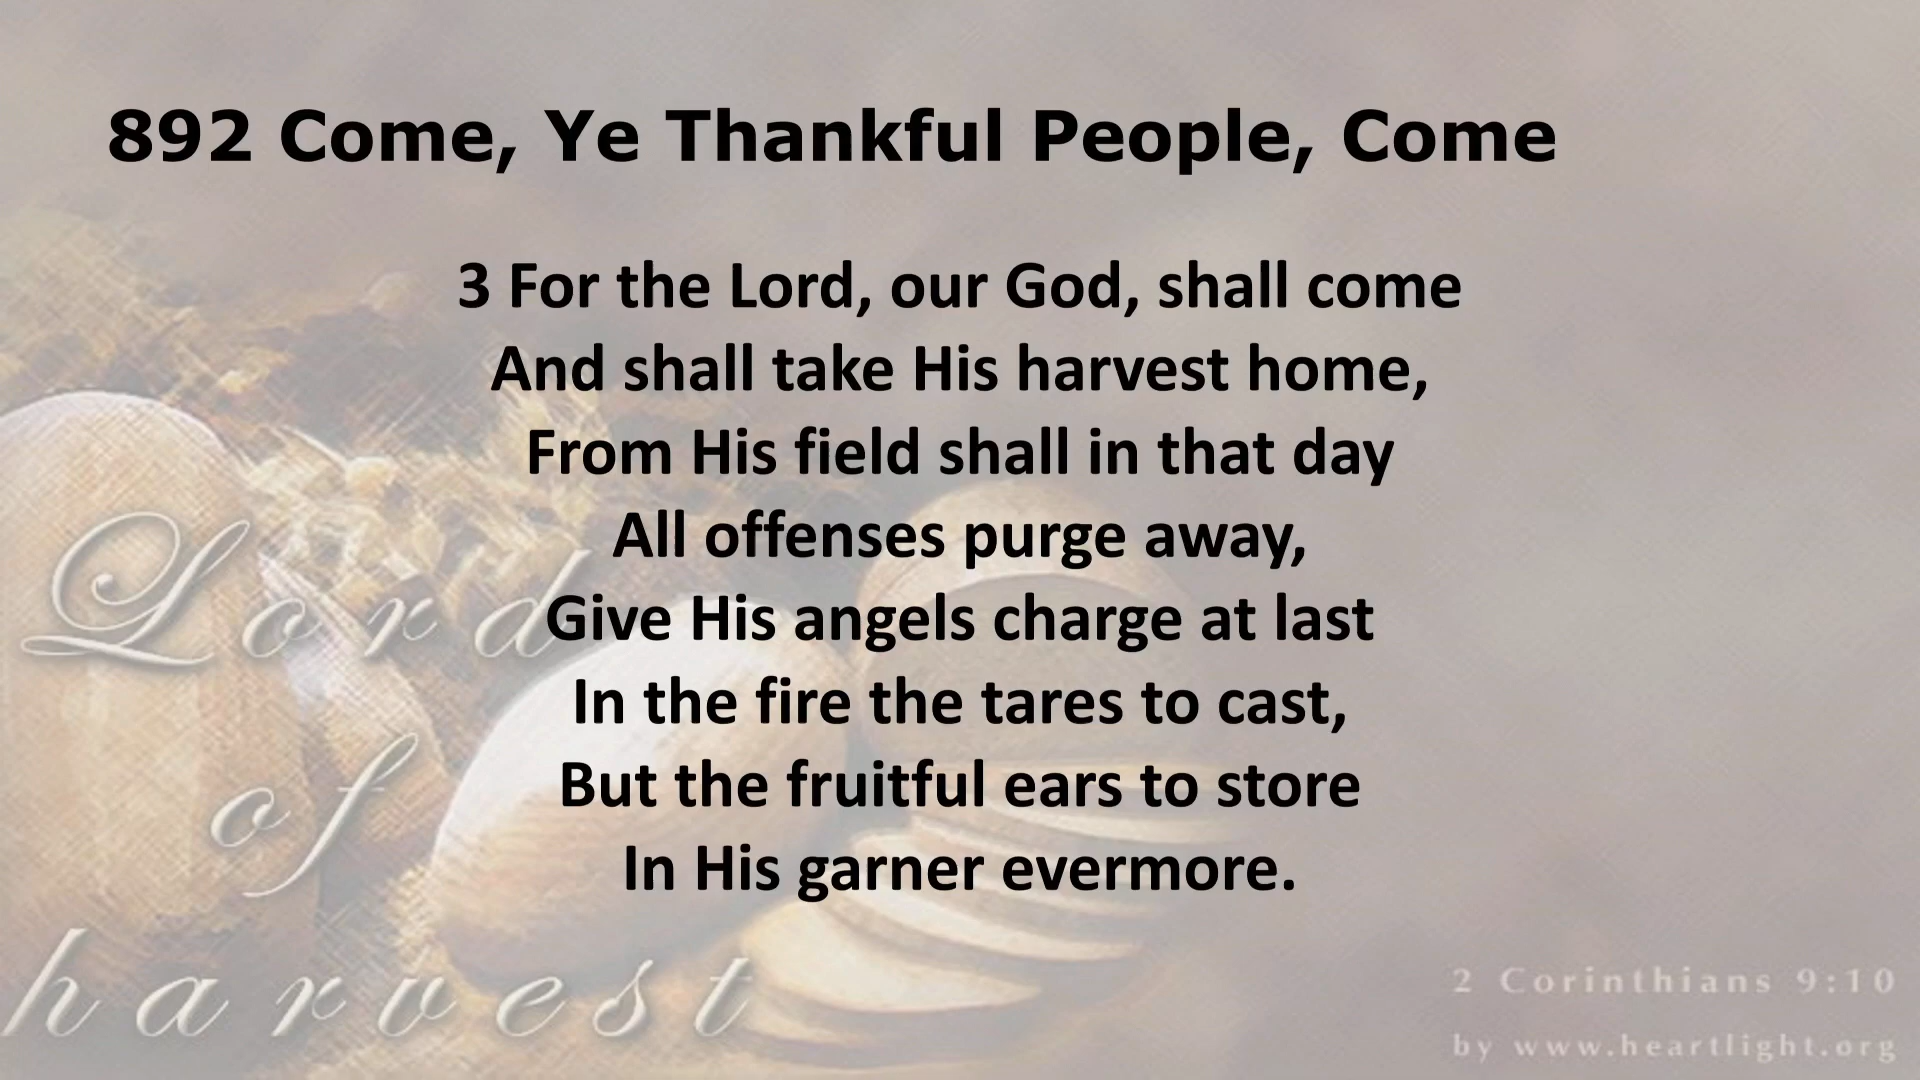 892 Come, Ye Thankful People, Come
3 For the Lord, our God, shall come
And shall take His harvest home,
From His field shall in that day
All offenses purge away,
Give His angels charge at last
In the fire the tares to cast,
But the fruitful ears to store
In His garner evermore.
Lord
of
harvest
2 Corinthians 9:10
by www.heartlight.org